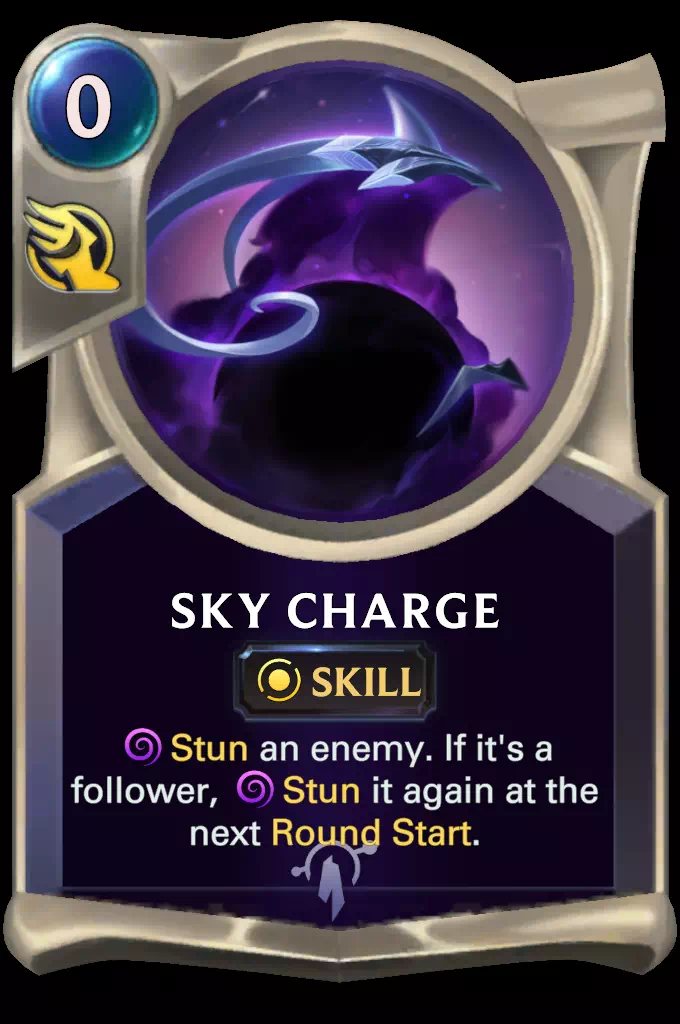 0
SKY CHARGE
SKILL
Stun an enemy. If it's a
follower, Stun it again at the
next Round Start.